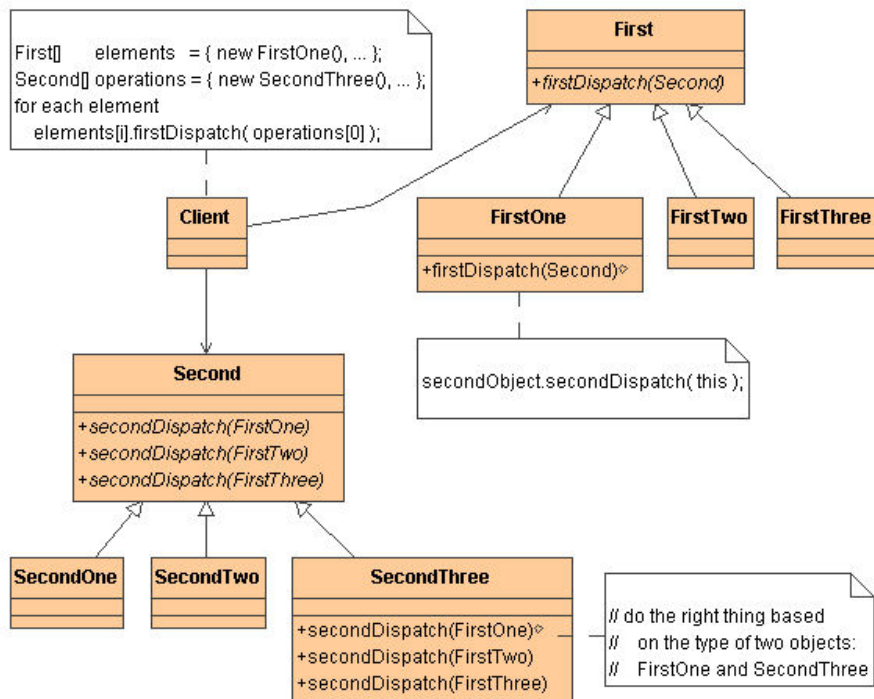 First[] elements = { new FirstOne(), ... };
Second[] operations = { new SecondThree(), ... };
for each element
elements[i].firstDispatch( operations[0] );
First
+firstDispatch(Second)
Client
FirstOne
+firstDispatch(Second)
FirstTwo
FirstThree
secondObject.secondDispatch( this );
Second
+secondDispatch(FirstOne)
+secondDispatch(FirstTwo)
+secondDispatch(FirstThree)
SecondOne
SecondTwo
SecondThree
+secondDispatch(FirstOne)
+secondDispatch(FirstTwo)
+secondDispatch(FirstThree)
// do the right thing based
// on the type of two objects:
// FirstOne and SecondThree